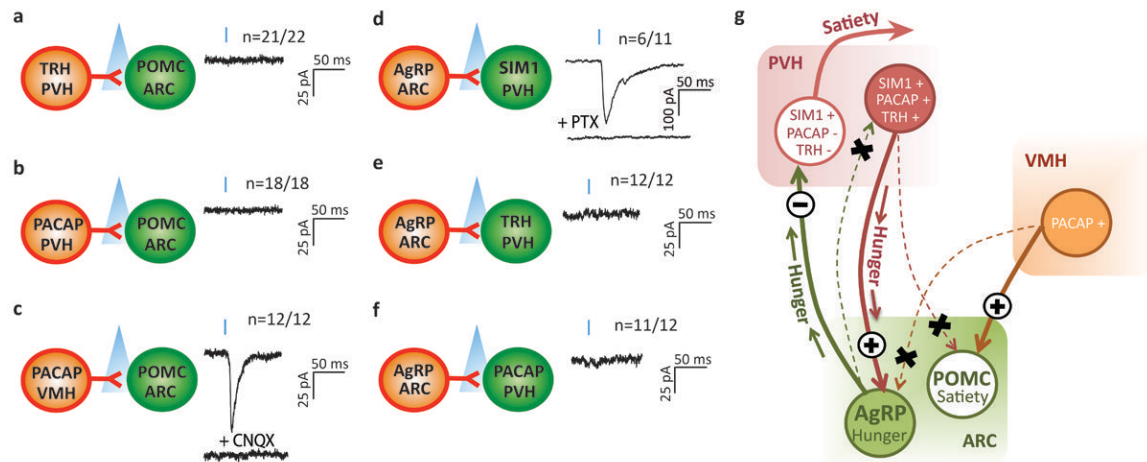 a
n=21/22
50 ms
TRH
PVH
POMC
ARC
25 pA
b
n=18/18
50 ms
PACAP
PVH
POMC
ARC
25 pA
c
n=12/12
50 ms
PACAP
VMH
POMC
ARC
25 pA
+ CNQX
d
n=6/11
50 ms
AgRP
ARC
SIM1
PVH
100 pA
+ PTX
e
n=12/12
50 ms
AgRP
ARC
TRH
PVH
25 pA
f
n=11/12
50 ms
AgRP
ARC
PACAP
PVH
25 pA
g
Satiety
PVH
SIM1 +
PACAP +
TRH +
SIM1 +
PACAP -
TRH -
VMH
PACAP +
Hunger
Hunger
POMC
Satiety
AgRP
Hunger
ARC